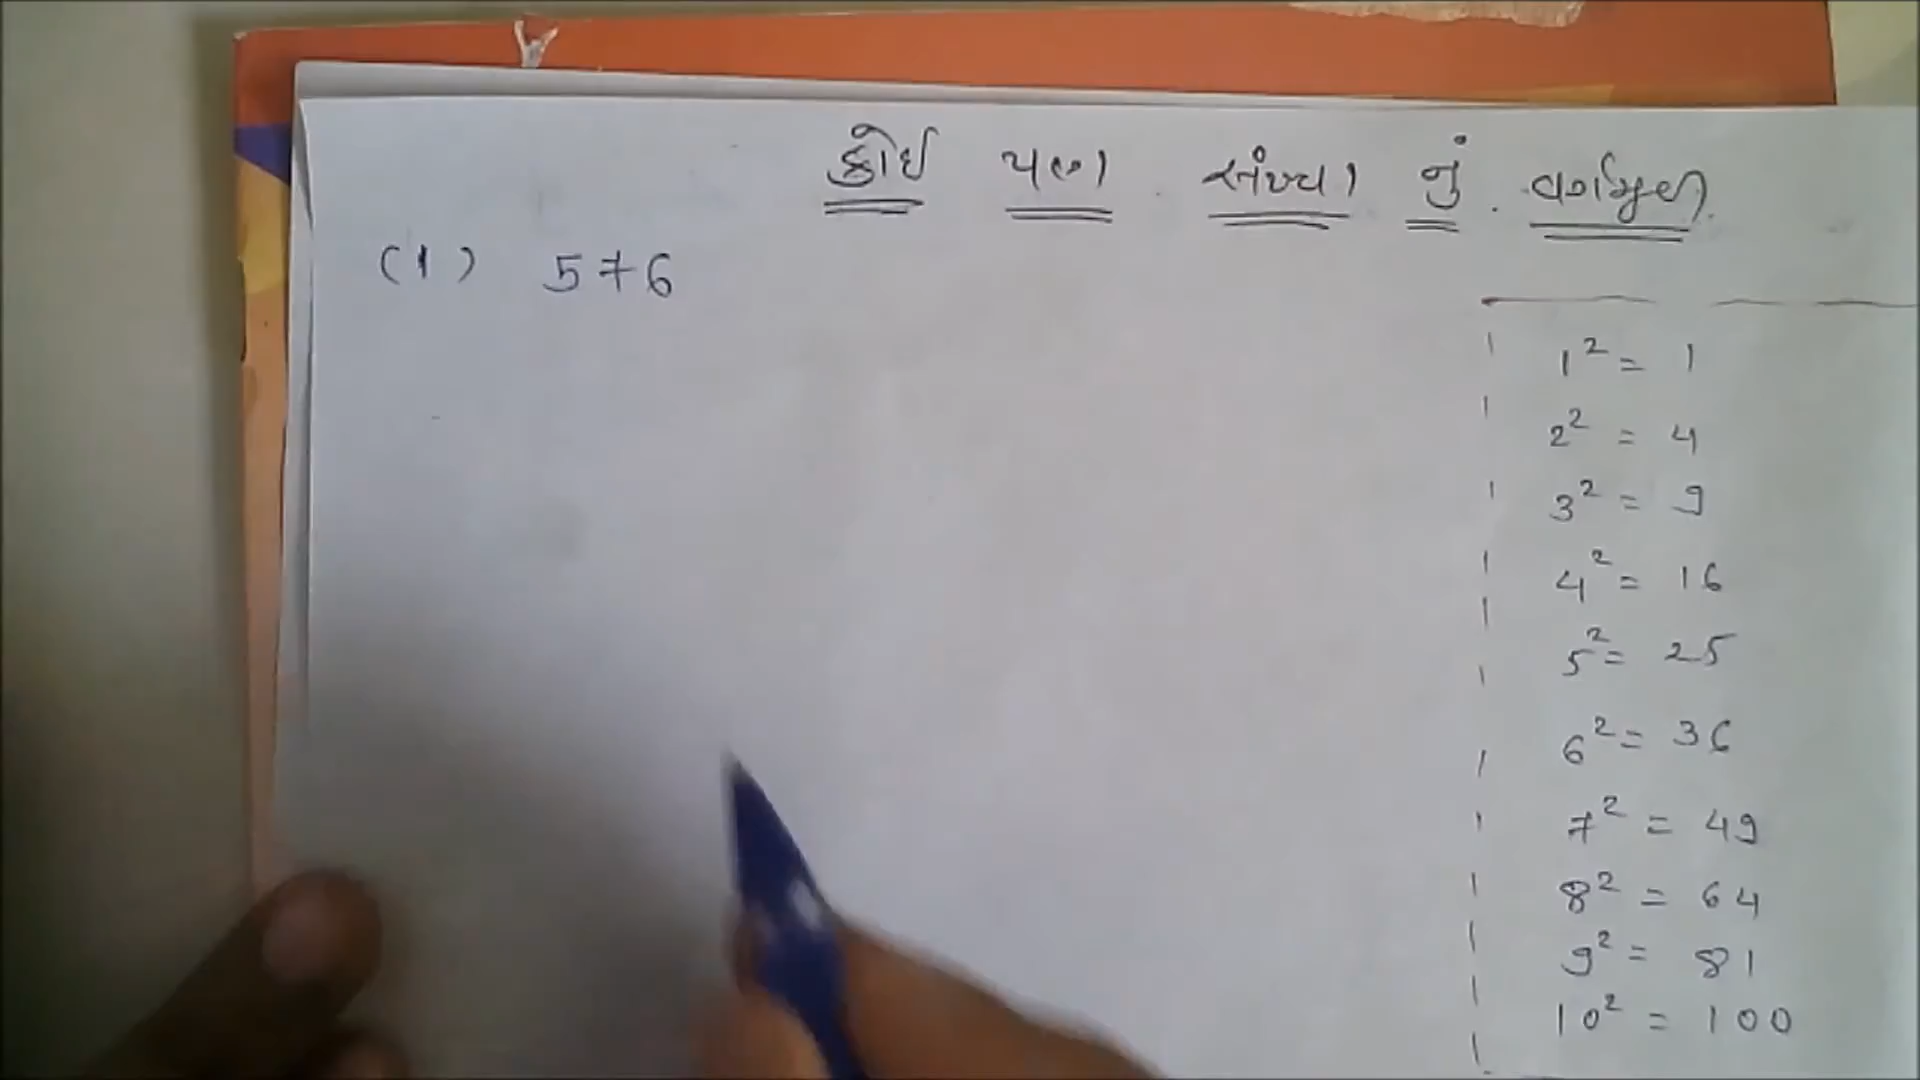 કોઇ પણ સંખ્યા નું વર્ગમુળ
(1) 576
1² = 1
2² = 4
3² = 9
4² = 16
5² = 25
6² = 36
7² = 49
8² = 64
9² = 81
10² = 100